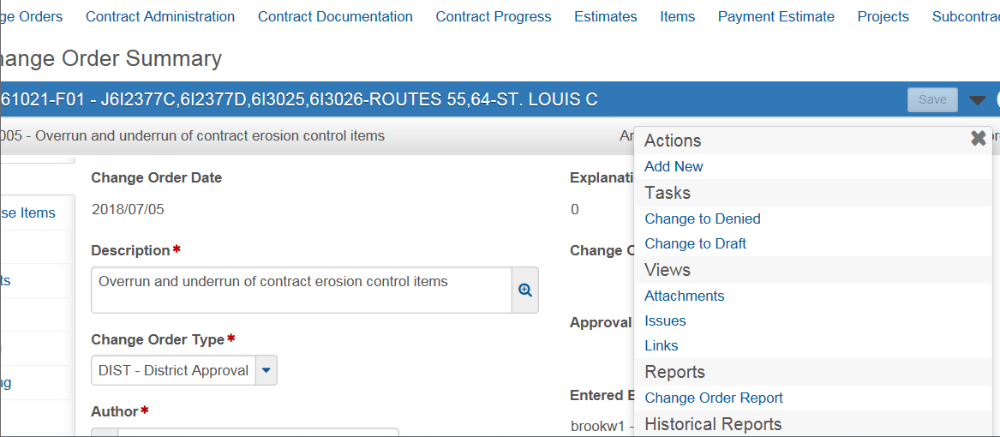 ge Orders Contract Administration Contract Documentation Contract Progress Estimates Items Payment Estimate Projects Subcontrac
hange Order Summary
61021-F01 - J6I2377C,6I2377D,6I3025,6I3026-ROUTES 55,64-ST. LOUIS C Save
005 - Overrun and underrun of contract erosion control items
Actions
Add New
Tasks
Change to Denied
Change to Draft
Views
Attachments
Issues
Links
Reports
Change Order Report
Historical Reports
se Items
ts
ng
Change Order Date
2018/07/05
Description*
Overrun and underrun of contract erosion control items
Change Order Type*
DIST - District Approval
Author*
Explanati
0
Change O
Approval
Entered B
brookw1 -